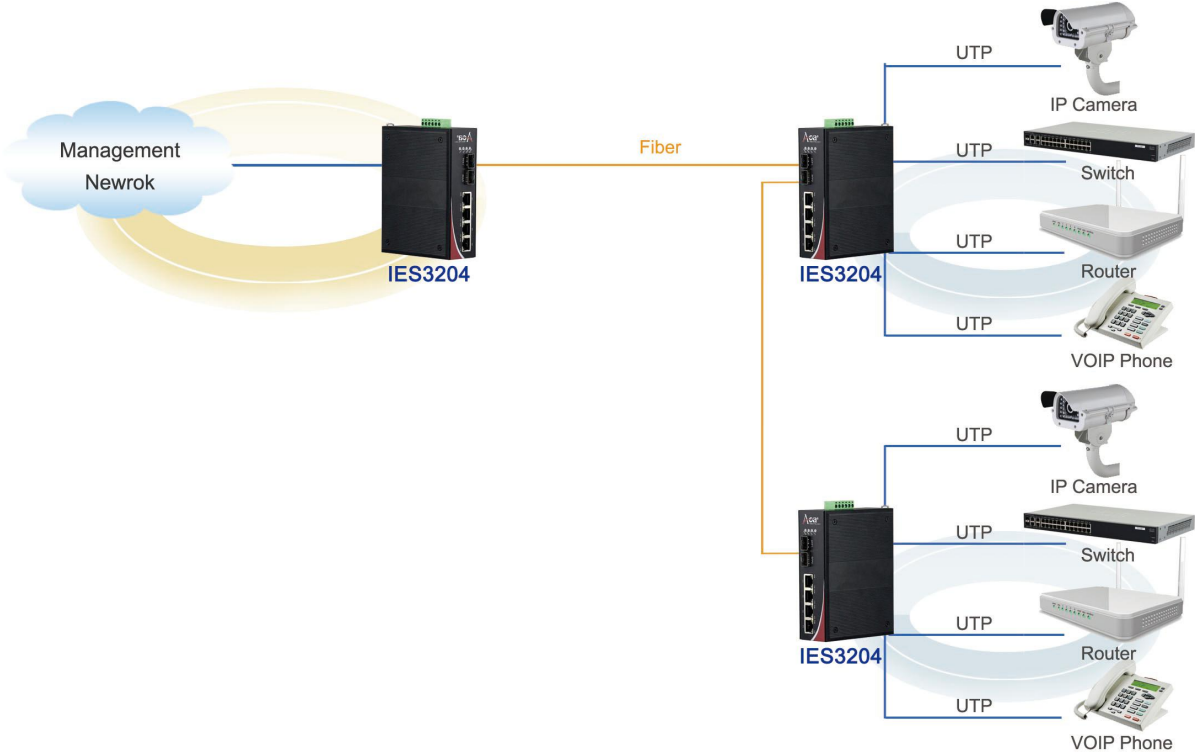 Management
Newrok
IES3204
Fiber
IES3204
UTP
IP Camera
UTP
Switch
UTP
Router
UTP
VOIP Phone
IES3204
UTP
IP Camera
UTP
Switch
UTP
Router
UTP
VOIP Phone